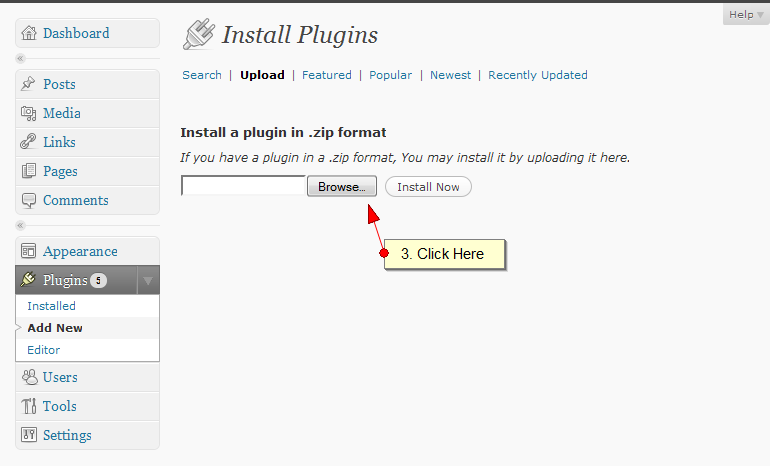 Help
Dashboard
Install Plugins
Search | Upload | Featured | Popular | Newest | Recently Updated
Posts
Media
Links
Pages
Comments
Install a plugin in .zip format
If you have a plugin in a .zip format, You may install it by uploading it here.
Browse... Install Now
3. Click Here
Appearance
Plugins 5
Installed
Add New
Editor
Users
Tools
Settings